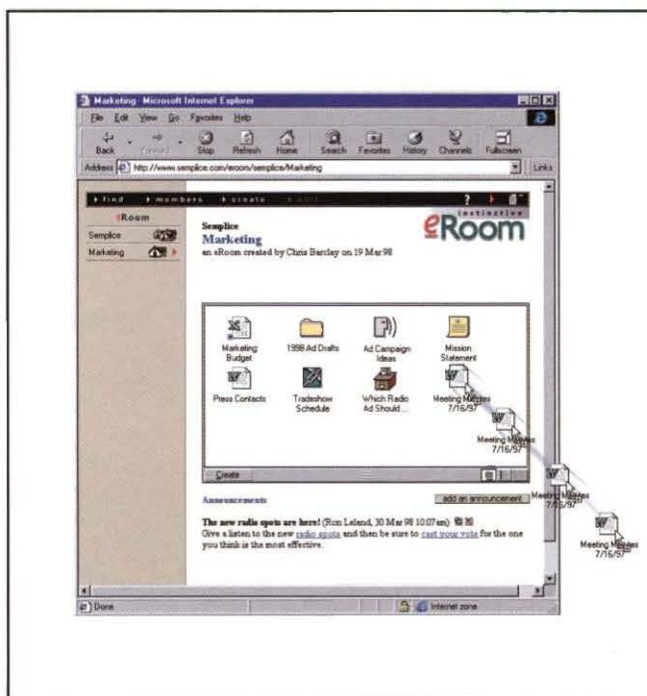 Marketing - Microsoft Internet Explorer
File Edit View Go Favorites Help
Back Forward Stop Refresh Home Search Favorites History Channels Fullscreen
Address http://www.semplice.com/eroom/semplice/Marketing Links
find members create edit ?
eRoom
Semplice
Marketing
instinctive
eRoom
Semplice
Marketing
an eRoom created by Chris Barclay on 19 Mar 98
Marketing Budget
1998 Ad Drafts
Ad Campaign Ideas
Mission Statement
Press Contacts
Tradeshow Schedule
Which Radio Ad Should ...
Meeting Minutes 7/16/97
Meeting Minutes 7/16/97
Meeting Minutes 7/16/97
Meeting Minutes 7/16/97
Create
Announcements
add an announcement
The new radio spots are here! (Ron Leland, 30 Mar 98 10:07 am)
Give a listen to the new radio spots and then be sure to cast your vote for the one
you think is the most effective.
Done
Internet zone